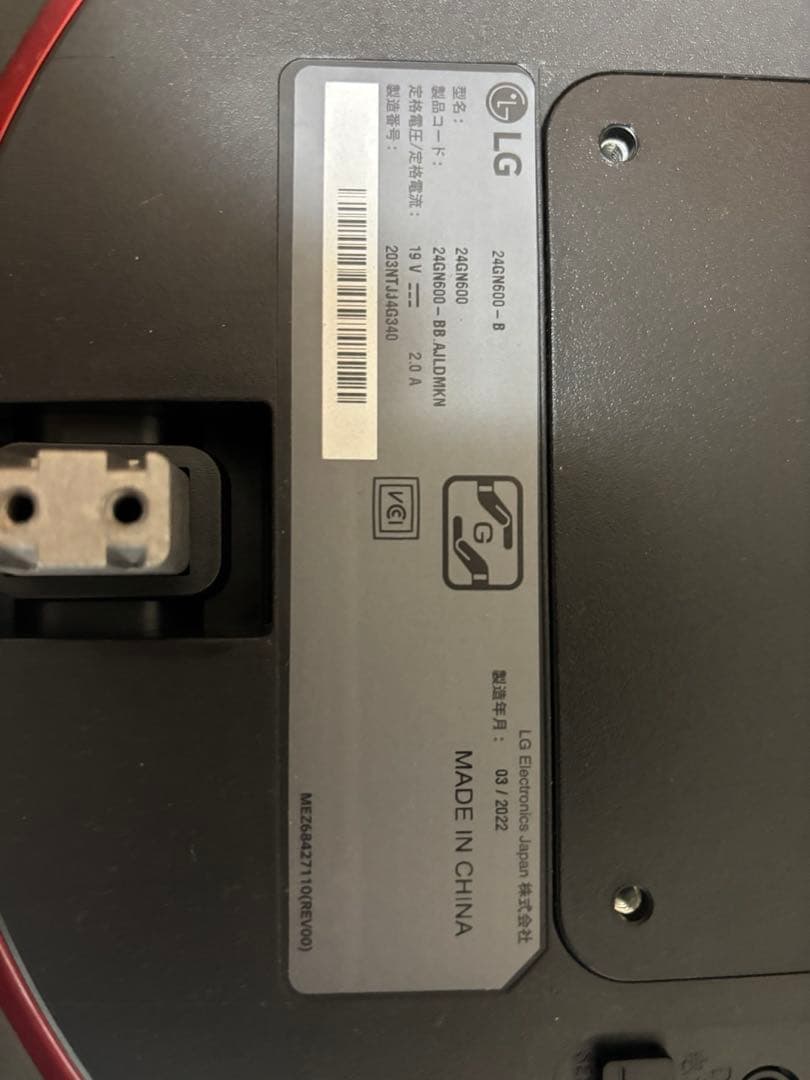 LG
24GN600-B
型名： 24GN600
製品コード： 24GN600-BB.AJLDMKN
定格電圧/定格電流： 19 V ⎓ 2.0 A
製造番号： 203NTJJ4G340
G
VCI
LG Electronics Japan 株式会社
製造年月： 03 / 2022
MADE IN CHINA
MEZ68427110(REV00)